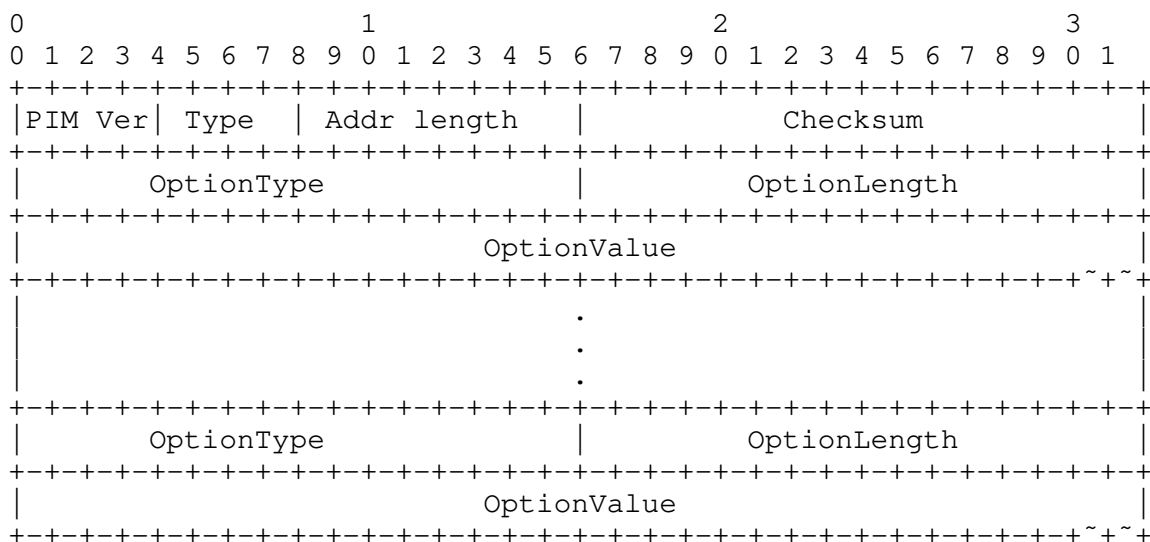 0                   1                   2                   3
0 1 2 3 4 5 6 7 8 9 0 1 2 3 4 5 6 7 8 9 0 1 2 3 4 5 6 7 8 9 0 1
+-+-+-+-+-+-+-+-+-+-+-+-+-+-+-+-+-+-+-+-+-+-+-+-+-+-+-+-+-+-+-+-+
|PIM Ver| Type  | Addr length   |           Checksum            |
+-+-+-+-+-+-+-+-+-+-+-+-+-+-+-+-+-+-+-+-+-+-+-+-+-+-+-+-+-+-+-+-+
|       OptionType              |         OptionLength          |
+-+-+-+-+-+-+-+-+-+-+-+-+-+-+-+-+-+-+-+-+-+-+-+-+-+-+-+-+-+-+-+-+
|                          OptionValue                          |
+-+-+-+-+-+-+-+-+-+-+-+-+-+-+-+-+-+-+-+-+-+-+-+-+-+-+-+-+-+-+~+~+
|                               .                               |
|                               .                               |
|                               .                               |
+-+-+-+-+-+-+-+-+-+-+-+-+-+-+-+-+-+-+-+-+-+-+-+-+-+-+-+-+-+-+-+-+
|       OptionType              |         OptionLength          |
+-+-+-+-+-+-+-+-+-+-+-+-+-+-+-+-+-+-+-+-+-+-+-+-+-+-+-+-+-+-+-+-+
|                          OptionValue                          |
+-+-+-+-+-+-+-+-+-+-+-+-+-+-+-+-+-+-+-+-+-+-+-+-+-+-+-+-+-+-+~+~+